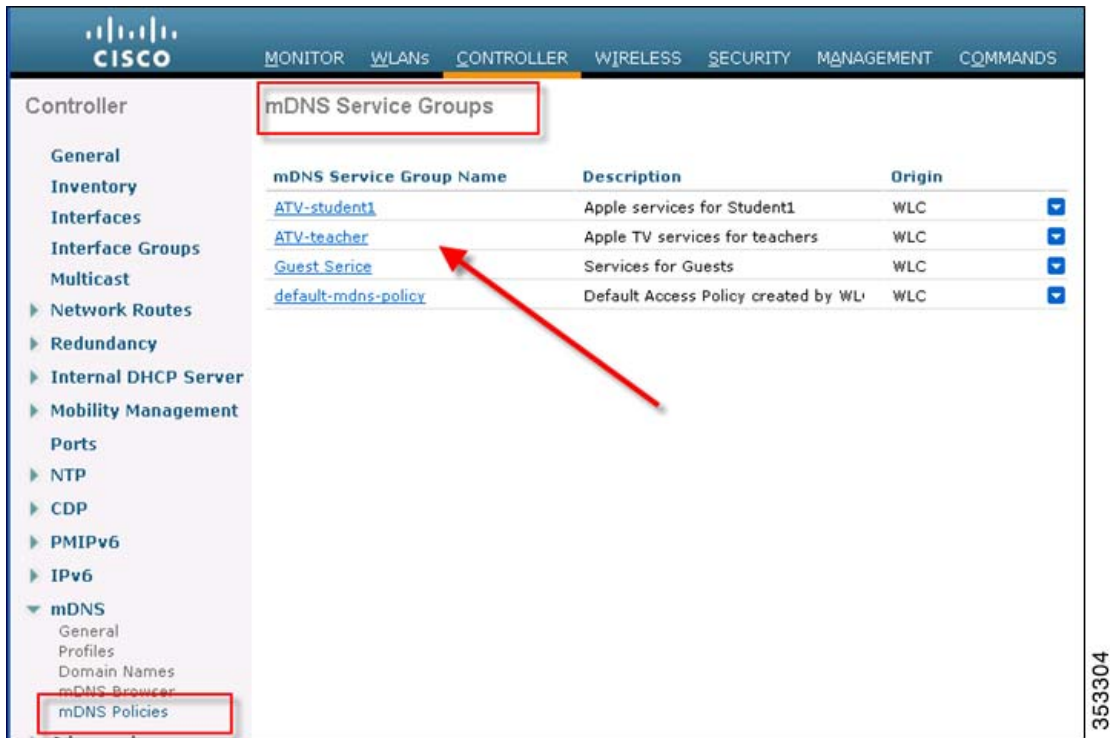 CISCO
MONITOR WLANs CONTROLLER WIRELESS SECURITY MANAGEMENT COMMANDS
Controller
General
Inventory
Interfaces
Interface Groups
Multicast
Network Routes
Redundancy
Internal DHCP Server
Mobility Management
Ports
NTP
CDP
PMIPv6
IPv6
mDNS
General
Profiles
Domain Names
mDNS Browser
mDNS Policies
mDNS Service Groups
mDNS Service Group Name Description Origin
ATV-student1 Apple services for Student1 WLC
ATV-teacher Apple TV services for teachers WLC
Guest Serice Services for Guests WLC
default-mdns-policy Default Access Policy created by WL WLC
353304